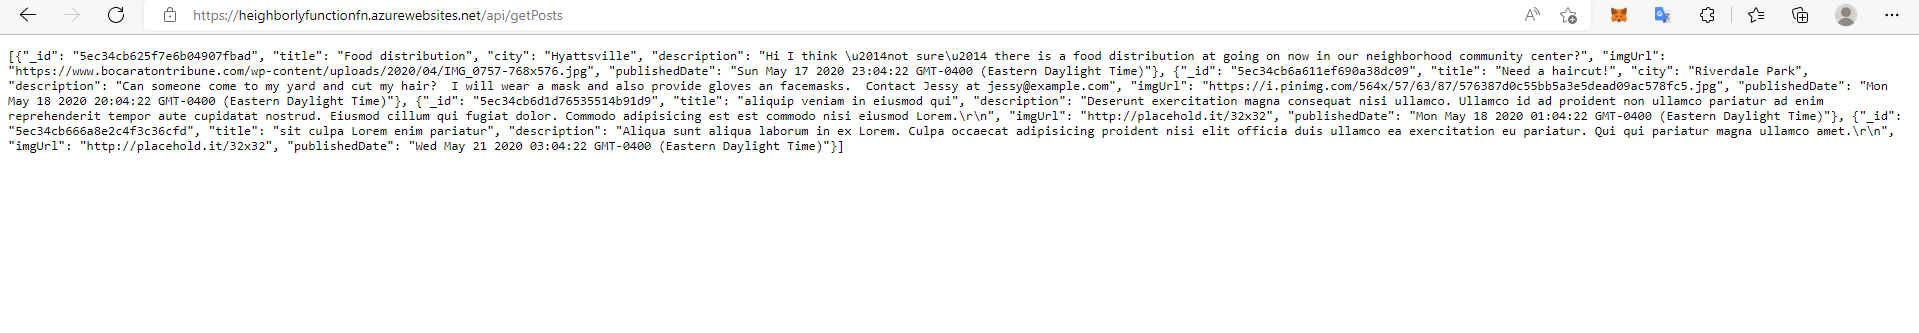 https://heighborlyfunctionfn.azurewebsites.net/api/getPosts
[{"_id": "5ec34cb625f7e6b04907fbad", "title": "Food distribution", "city": "Hyattsville", "description": "Hi I think \u2014not sure\u2014 there is a food distribution at going on now in our neighborhood community center?", "imgUrl":
"https://www.bocaratontribune.com/wp-content/uploads/2020/04/IMG_0757-768x576.jpg", "publishedDate": "Sun May 17 2020 23:04:22 GMT-0400 (Eastern Daylight Time)"}, {"_id": "5ec34cb6a611ef690a38dc09", "title": "Need a haircut!", "city": "Riverdale Park",
"description": "Can someone come to my yard and cut my hair?  I will wear a mask and also provide gloves an facemasks.  Contact Jessy at jessy@example.com", "imgUrl": "https://i.pinimg.com/564x/57/63/87/576387d0c55bb5a3e5dead09ac578fc5.jpg", "publishedDate": "Mon
May 18 2020 20:04:22 GMT-0400 (Eastern Daylight Time)"}, {"_id": "5ec34cb6d1d76535514b91d9", "title": "aliquip veniam in eiusmod qui", "description": "Deserunt exercitation magna consequat nisi ullamco. Ullamco id ad proident non ullamco pariatur ad enim
reprehenderit tempor aute cupidatat nostrud. Eiusmod cillum qui fugiat dolor. Commodo adipisicing est est commodo nisi eiusmod Lorem.\r\n", "imgUrl": "http://placehold.it/32x32", "publishedDate": "Mon May 18 2020 01:04:22 GMT-0400 (Eastern Daylight Time)"}, {"_id":
"5ec34cb666a8e2c4f3c36cfd", "title": "sit culpa Lorem enim pariatur", "description": "Aliqua sunt aliqua laborum in ex Lorem. Culpa occaecat adipisicing proident nisi elit officia duis ullamco ea exercitation eu pariatur. Qui qui pariatur magna ullamco amet.\r\n",
"imgUrl": "http://placehold.it/32x32", "publishedDate": "Wed May 21 2020 03:04:22 GMT-0400 (Eastern Daylight Time)"}]